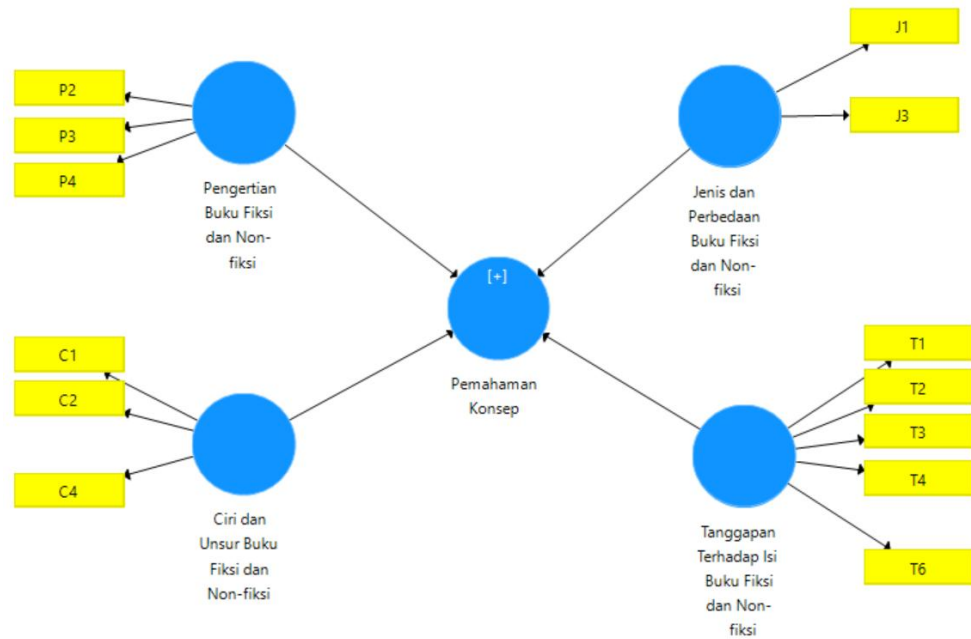 P2
P3
P4
Pengertian
Buku Fiksi
dan Non-
fiksi
J1
J3
Jenis dan
Perbedaan
Buku Fiksi
dan Non-
fiksi
[+]
Pemahaman
Konsep
C1
C2
C4
Ciri dan
Unsur Buku
Fiksi dan
Non-fiksi
T1
T2
T3
T4
T6
Tanggapan
Terhadap Isi
Buku Fiksi
dan Non-
fiksi